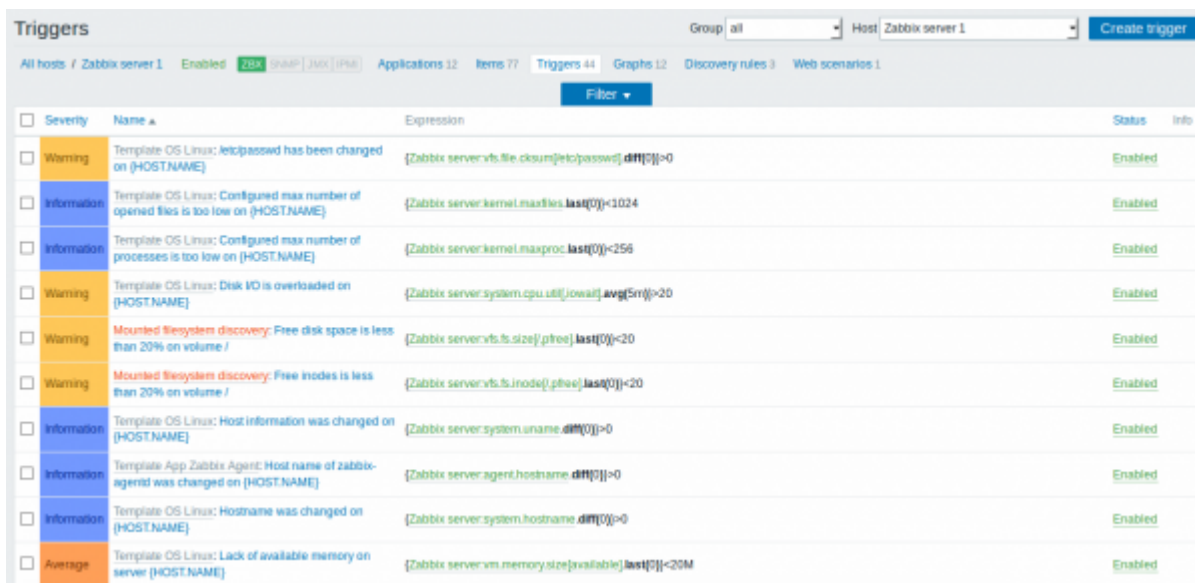 Triggers Group all Host Zabbix server 1 Create trigger
All hosts / Zabbix server 1 Enabled ZBX SNMP JMX IPMI Applications 12 Items 77 Triggers 44 Graphs 12 Discovery rules 3 Web scenarios 1
Filter
Severity Name Expression Status Info
Warning Template OS Linux: /etc/passwd has been changed {Zabbix server:vfs.file.cksum[/etc/passwd].diff(0)}>0 Enabled
on {HOST.NAME}
Information Template OS Linux: Configured max number of {Zabbix server:kernel.maxfiles.last(0)}<1024 Enabled
opened files is too low on {HOST.NAME}
Information Template OS Linux: Configured max number of {Zabbix server:kernel.maxproc.last(0)}<256 Enabled
processes is too low on {HOST.NAME}
Warning Template OS Linux: Disk I/O is overloaded on {Zabbix server:system.cpu.util[,iowait].avg(5m)}>20 Enabled
{HOST.NAME}
Warning Mounted filesystem discovery: Free disk space is less {Zabbix server:vfs.fs.size[/,pfree].last(0)}<20 Enabled
than 20% on volume /
Warning Mounted filesystem discovery: Free inodes is less {Zabbix server:vfs.fs.inode[/,pfree].last(0)}<20 Enabled
than 20% on volume /
Information Template OS Linux: Host information was changed on {Zabbix server:system.uname.diff(0)}>0 Enabled
{HOST.NAME}
Information Template App Zabbix Agent: Host name of zabbix- {Zabbix server:agent.hostname.diff(0)}>0 Enabled
agentd was changed on {HOST.NAME}
Information Template OS Linux: Hostname was changed on {Zabbix server:system.hostname.diff(0)}>0 Enabled
{HOST.NAME}
Average Template OS Linux: Lack of available memory on {Zabbix server:vm.memory.size[available].last(0)}<20M Enabled
server {HOST.NAME}